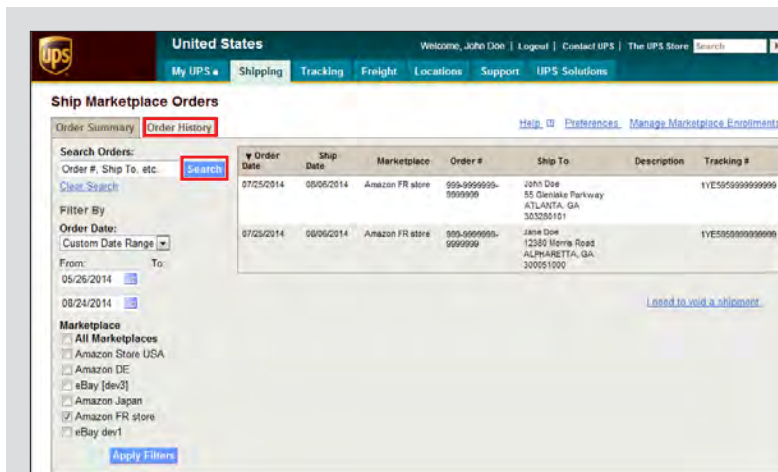 ups
United States
Welcome, John Doe | Logout | Contact UPS | The UPS Store Search
My UPS Shipping Tracking Freight Locations Support UPS Solutions
Ship Marketplace Orders
Order Summary Order History
Help Preferences Manage Marketplace Enrollments
Search Orders:
Order #, Ship To, etc. Search
Clear Search
Filter By
Order Date:
Custom Date Range
From: To:
05/26/2014
08/24/2014
Marketplace
All Marketplaces
Amazon Store USA
Amazon DE
eBay [dev3]
Amazon Japan
Amazon FR store
eBay dev1
Apply Filters
▼ Order Date Ship Date Marketplace Order # Ship To Description Tracking #
07/25/2014 08/06/2014 Amazon FR store 999-9999999-9999999 John Doe 1YE5959999999999
55 Glenlake Parkway
ATLANTA, GA
303280101
07/25/2014 08/06/2014 Amazon FR store 999-9999999-9999999 Jane Doe 1YE5959999999999
12380 Morris Road
ALPHARETTA, GA
300051000
I need to void a shipment.